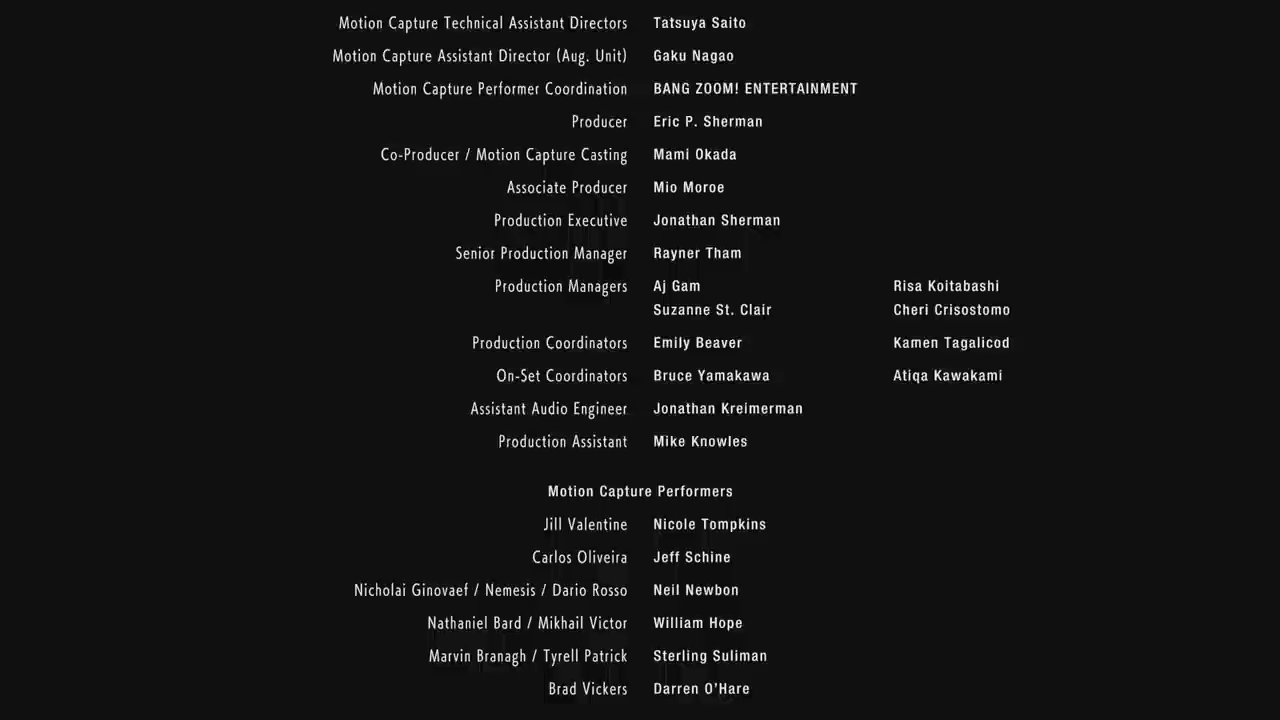 Motion Capture Technical Assistant Directors Tatsuya Saito
Motion Capture Assistant Director (Aug. Unit) Gaku Nagao
Motion Capture Performer Coordination BANG ZOOM! ENTERTAINMENT
Producer Eric P. Sherman
Co-Producer / Motion Capture Casting Mami Okada
Associate Producer Mio Moroe
Production Executive Jonathan Sherman
Senior Production Manager Rayner Tham
Production Managers Aj Gam Risa Koitabashi
Suzanne St. Clair Cheri Crisostomo
Production Coordinators Emily Beaver Kamen Tagalicod
On-Set Coordinators Bruce Yamakawa Atiqa Kawakami
Assistant Audio Engineer Jonathan Kreimerman
Production Assistant Mike Knowles
Motion Capture Performers
Jill Valentine Nicole Tompkins
Carlos Oliveira Jeff Schine
Nicholai Ginovaef / Nemesis / Dario Rosso Neil Newbon
Nathaniel Bard / Mikhail Victor William Hope
Marvin Branagh / Tyrell Patrick Sterling Suliman
Brad Vickers Darren O'Hare